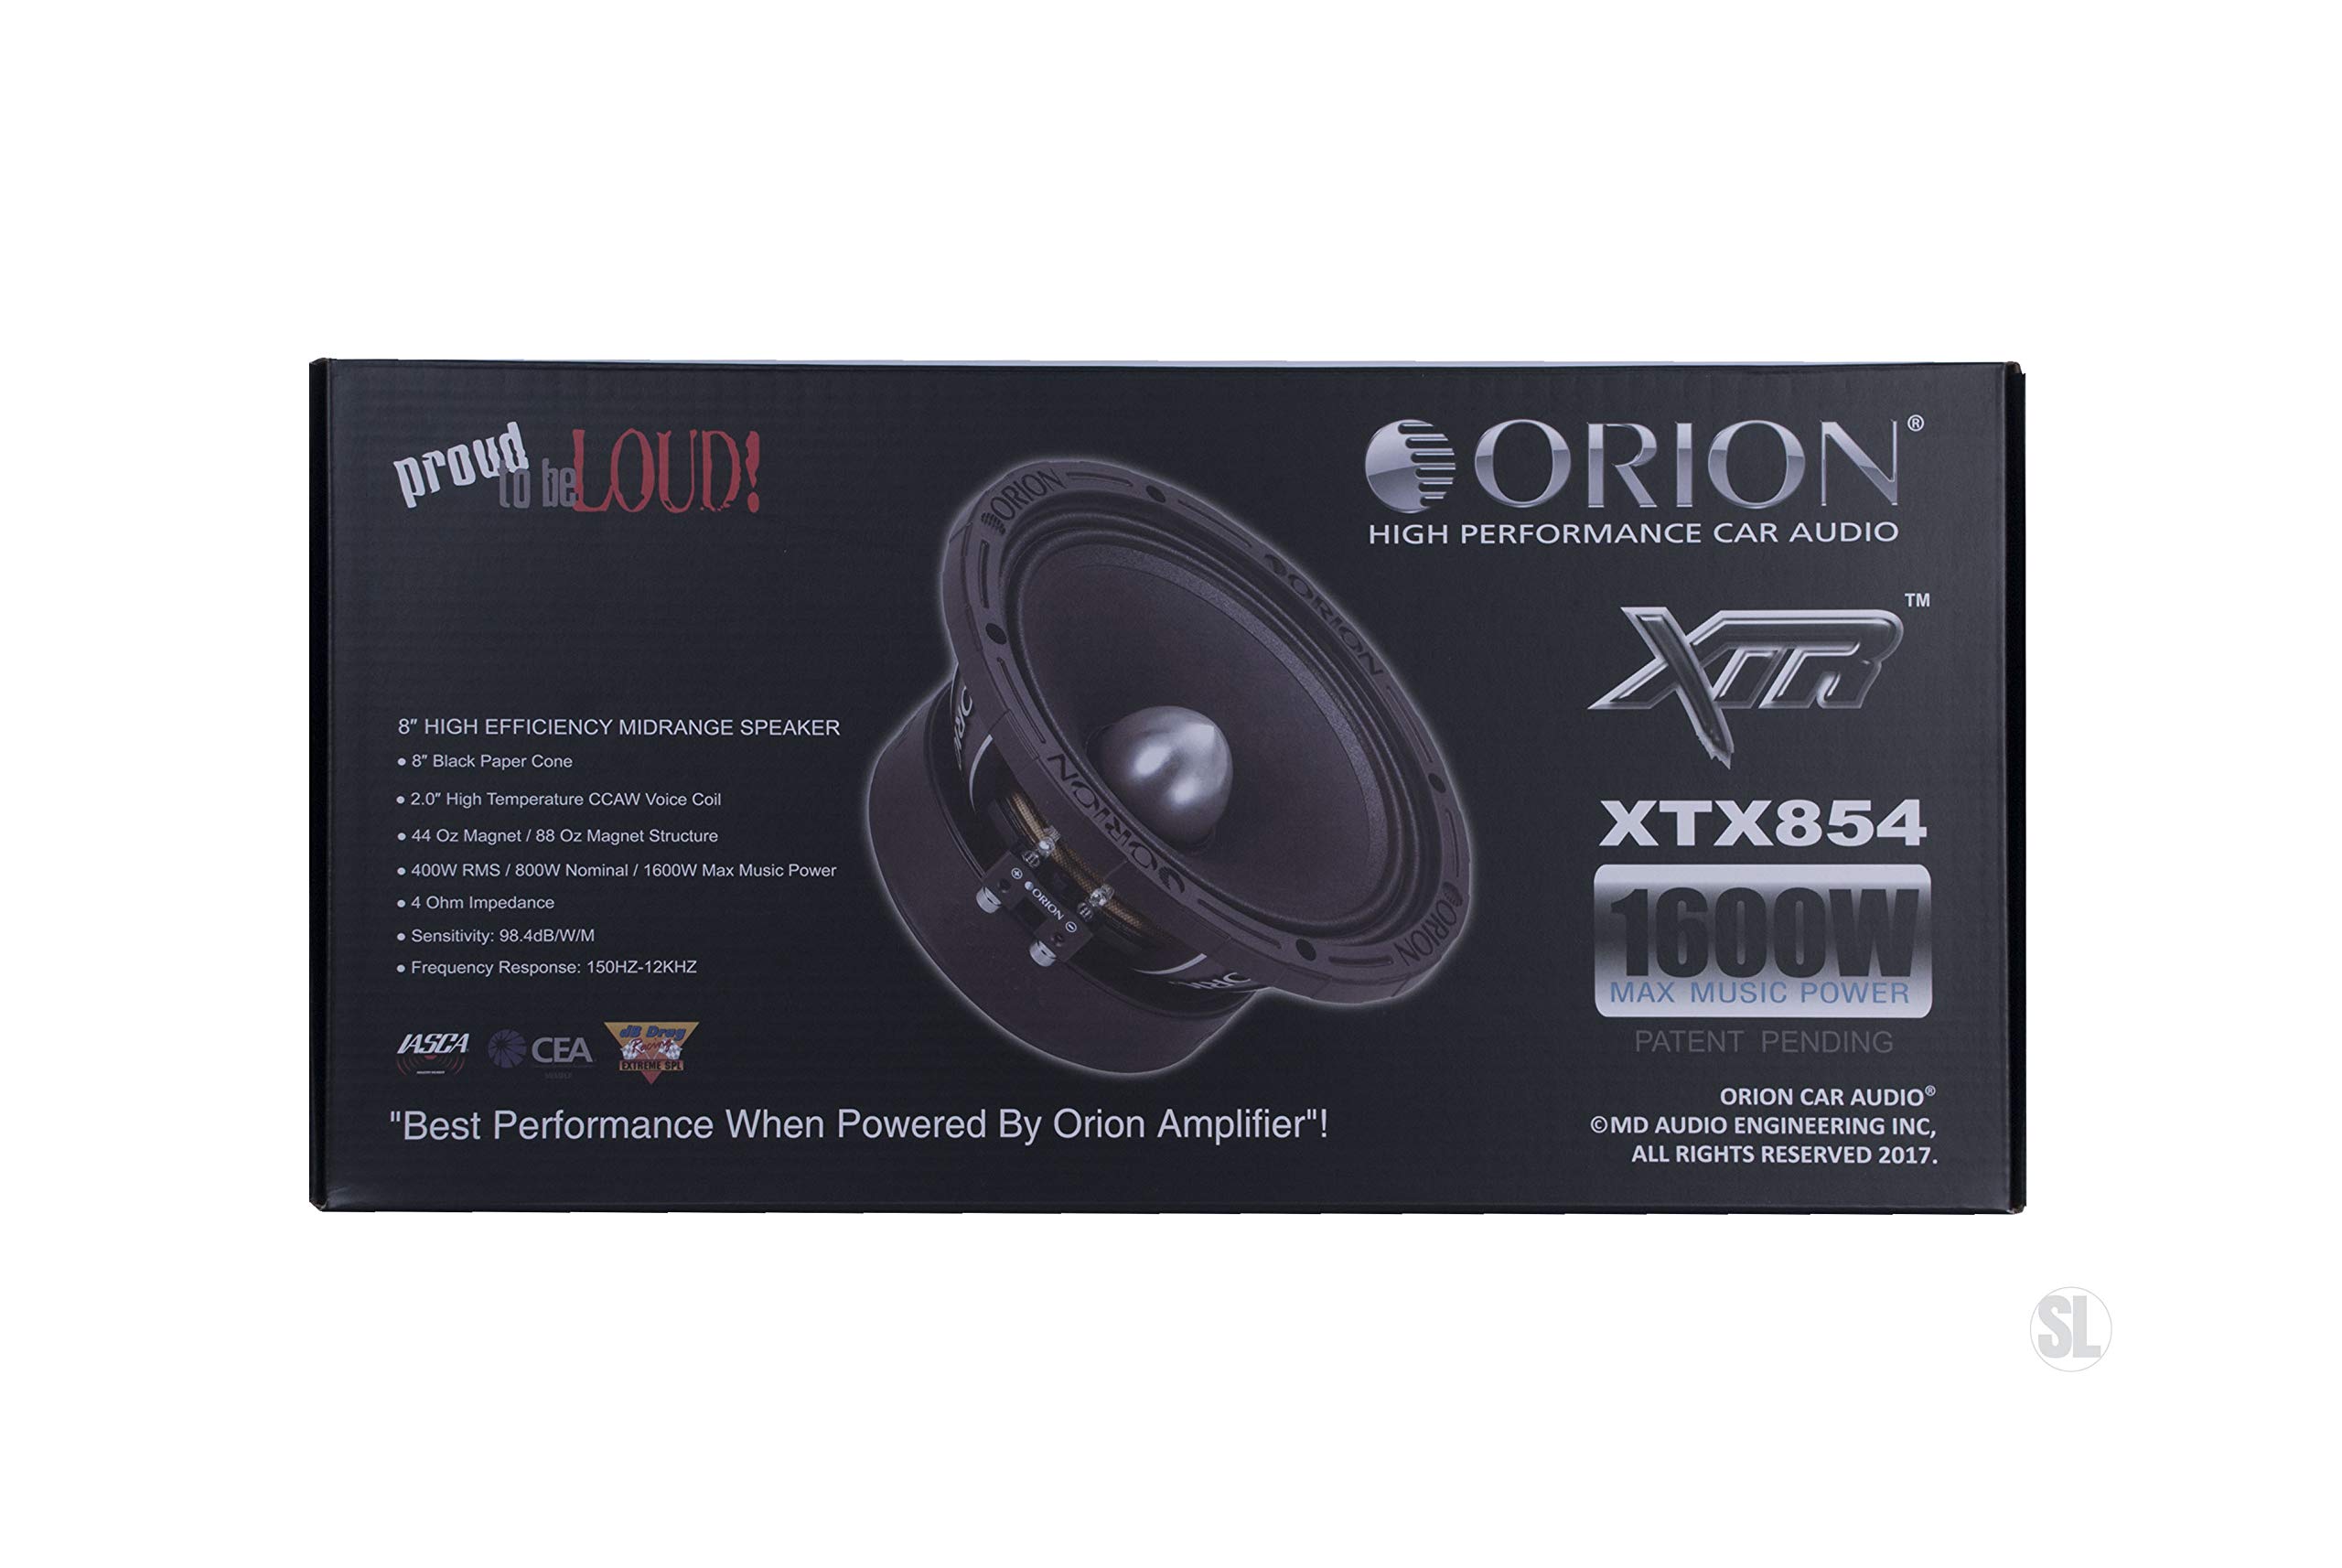 proud to be LOUD!
ORION®
HIGH PERFORMANCE CAR AUDIO
XTR™
XTX854
1600W
MAX MUSIC POWER
PATENT PENDING
8" HIGH EFFICIENCY MIDRANGE SPEAKER
● 8" Black Paper Cone
● 2.0" High Temperature CCAW Voice Coil
● 44 Oz Magnet / 88 Oz Magnet Structure
● 400W RMS / 800W Nominal / 1600W Max Music Power
● 4 Ohm Impedance
● Sensitivity: 98.4dB/W/M
● Frequency Response: 150HZ-12KHZ
ORION
ORION
ORION
ORION
ORION
IASCA
CEA
dB Drag
Racing
EXTREME SPL
"Best Performance When Powered By Orion Amplifier"!
ORION CAR AUDIO®
©MD AUDIO ENGINEERING INC,
ALL RIGHTS RESERVED 2017.
SL